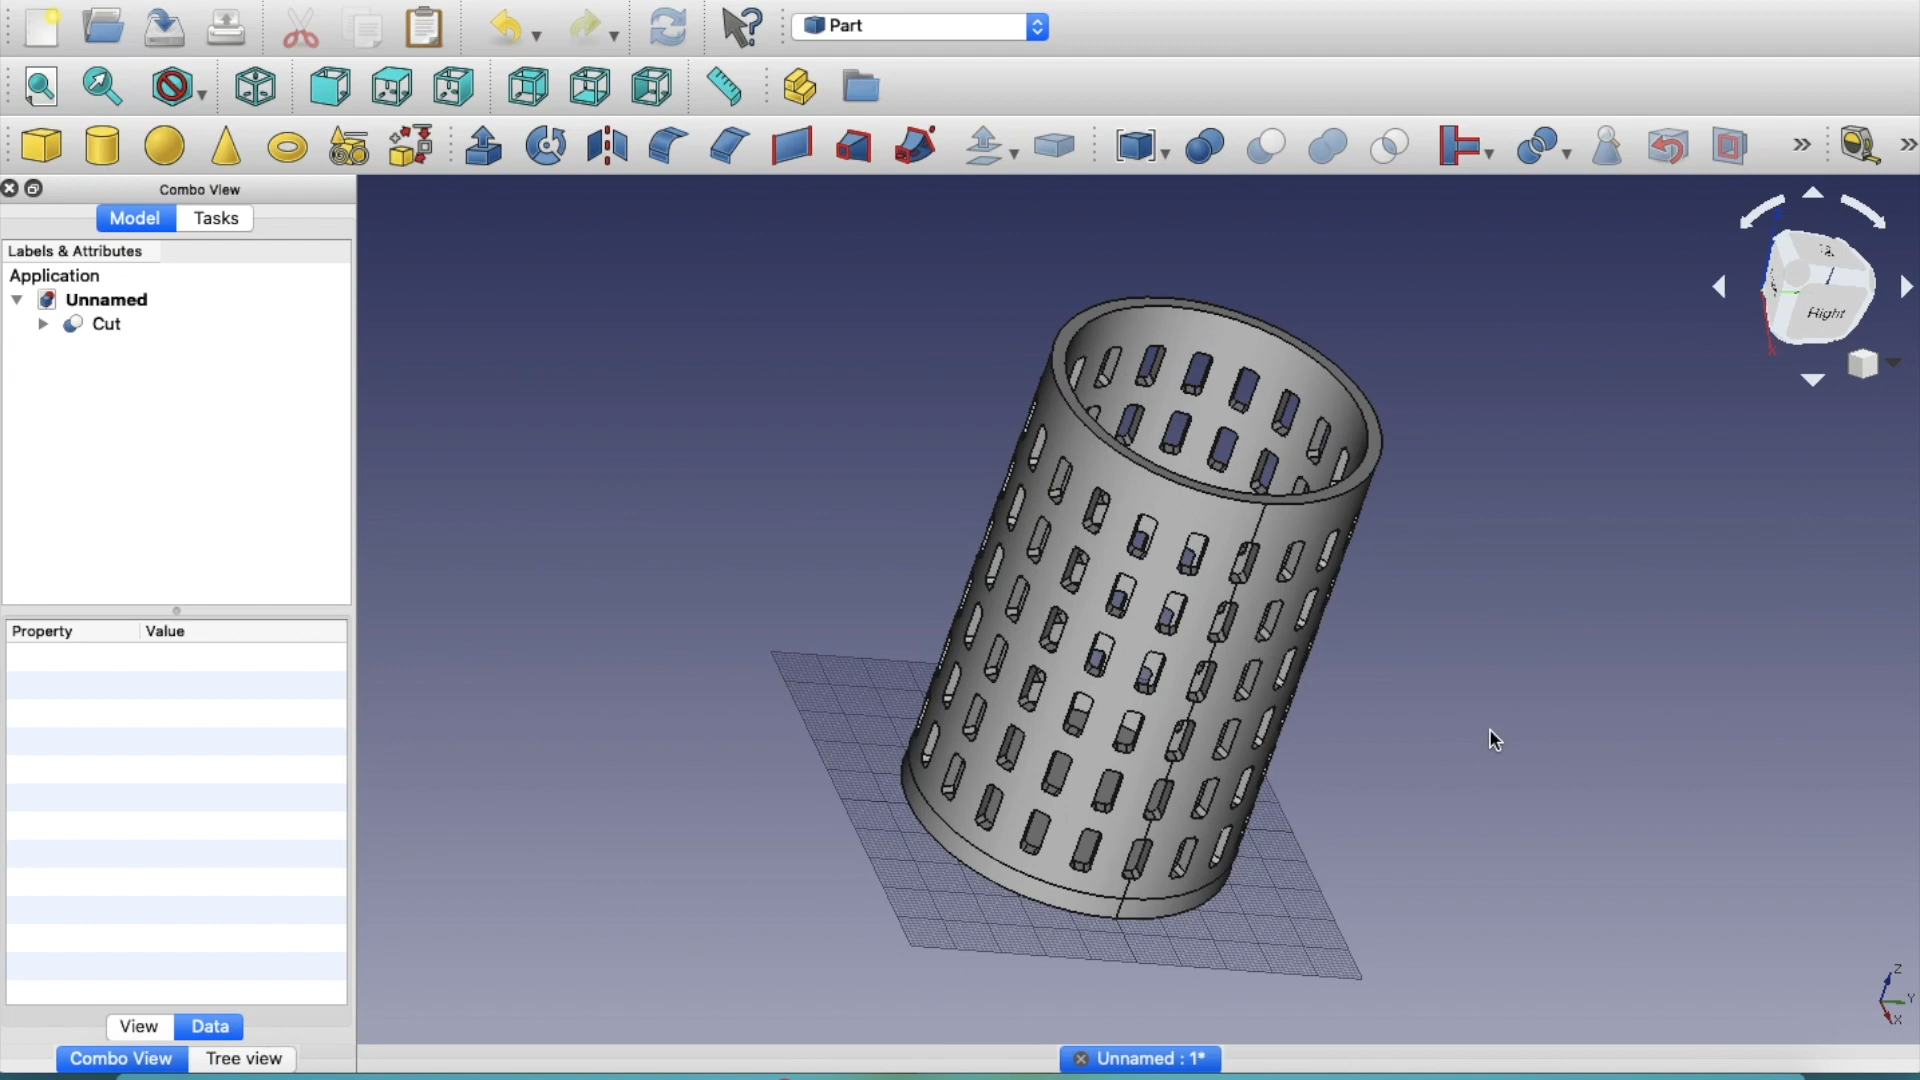 Part
Combo View
Model Tasks
Labels & Attributes
Application
Unnamed
Cut
Right
Property Value
View Data
Combo View Tree view
Unnamed : 1*
Z
Y
X
X